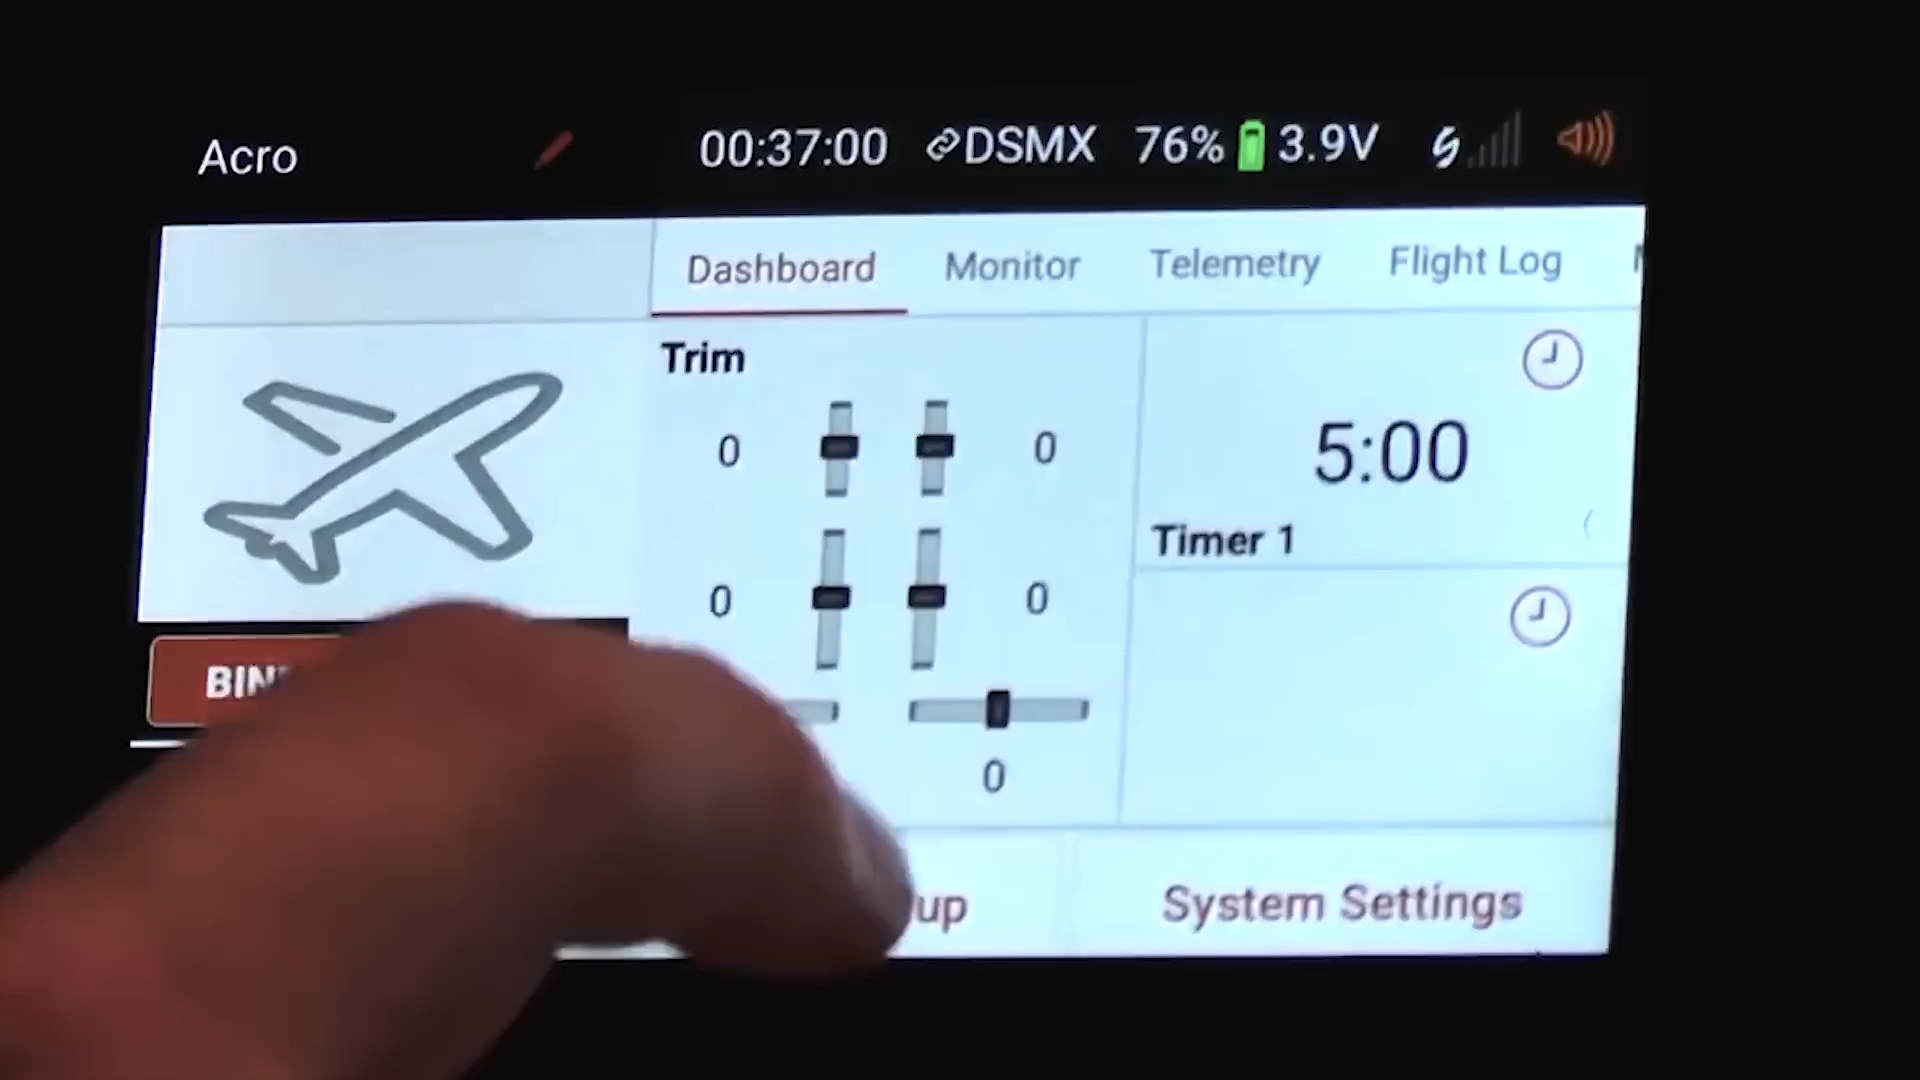 Acro
00:37:00 DSMX 76% 3.9V
Dashboard Monitor Telemetry Flight Log
Trim
0 0
5:00
Timer 1
0 0
0
System Settings